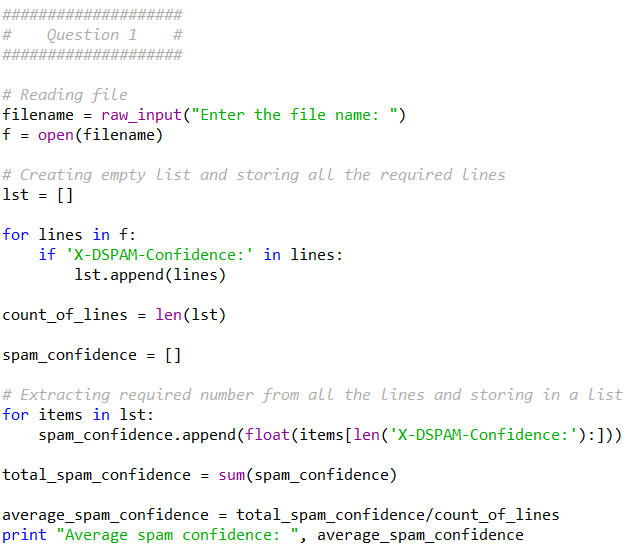 ####################
#    Question 1    #
####################

# Reading file
filename = raw_input("Enter the file name: ")
f = open(filename)

# Creating empty list and storing all the required lines
lst = []

for lines in f:
    if 'X-DSPAM-Confidence:' in lines:
        lst.append(lines)

count_of_lines = len(lst)

spam_confidence = []

# Extracting required number from all the lines and storing in a list
for items in lst:
    spam_confidence.append(float(items[len('X-DSPAM-Confidence:'):]))

total_spam_confidence = sum(spam_confidence)

average_spam_confidence = total_spam_confidence/count_of_lines
print "Average spam confidence: ", average_spam_confidence